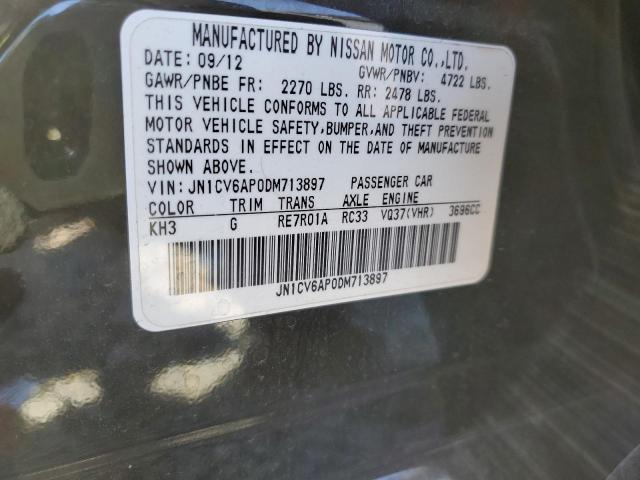 MANUFACTURED BY NISSAN MOTOR CO.,LTD.
DATE: 09/12 GVWR/PNBV: 4722 LBS.
GAWR/PNBE FR: 2270 LBS. RR: 2478 LBS.
THIS VEHICLE CONFORMS TO ALL APPLICABLE FEDERAL
MOTOR VEHICLE SAFETY,BUMPER,AND THEFT PREVENTION
STANDARDS IN EFFECT ON THE DATE OF MANUFACTURE
SHOWN ABOVE.
VIN: JN1CV6AP0DM713897 PASSENGER CAR
COLOR TRIM TRANS AXLE ENGINE
KH3 G RE7R01A RC33 VQ37(VHR) 3696CC
JN1CV6AP0DM713897